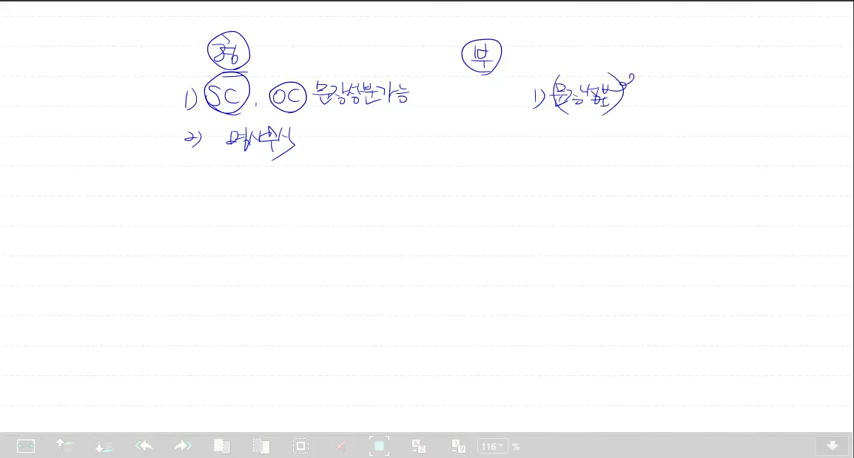 형
부
1) SC, OC 문장성분가능
1) 문장성분
2) 명사수식
116 %